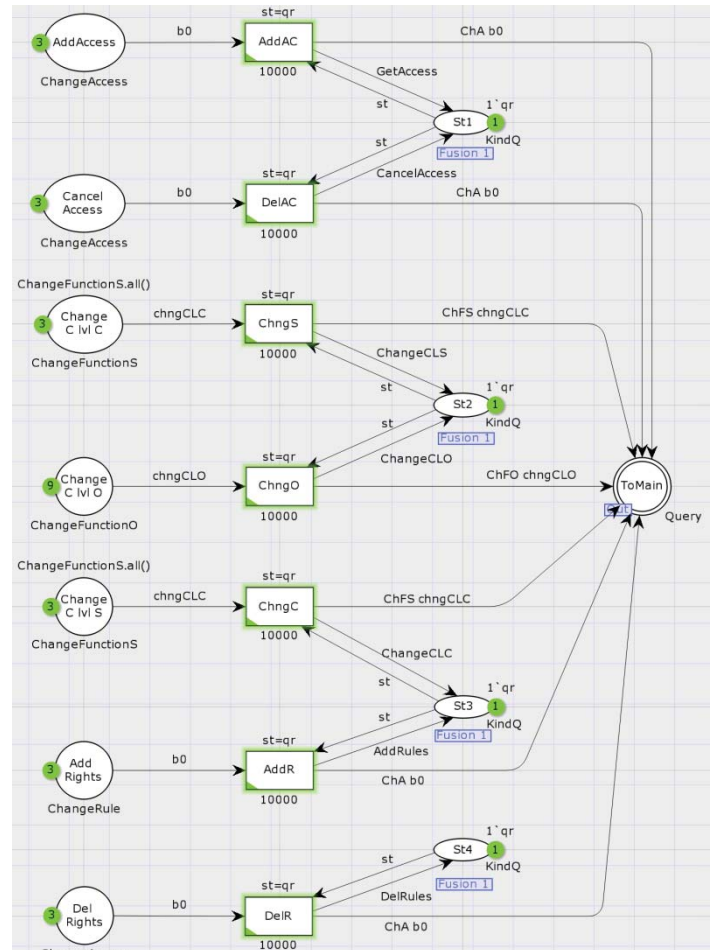 st=qr
3
AddAccess
b0
AddAC
ChA b0
ChangeAccess
10000
GetAccess
st
1`qr
St1
1
st
KindQ
Fusion 1
st=qr
CancelAccess
3
Cancel
Access
b0
DelAC
ChA b0
ChangeAccess
10000
ChangeFunctionS.all()
st=qr
3
Change
C lvl C
chngCLC
ChngS
ChFS chngCLC
ChangeFunctionS
10000
ChangeCLS
st
1`qr
St2
1
st
KindQ
Fusion 1
st=qr
ChangeCLO
9
Change
C lvl O
chngCLO
ChngO
ChFO chngCLO
ToMain
Out
Query
ChangeFunctionO
10000
ChangeFunctionS.all()
st=qr
3
Change
C lvl S
chngCLC
ChngC
ChFS chngCLC
ChangeFunctionS
10000
ChangeCLC
st
1`qr
St3
1
st
KindQ
Fusion 1
st=qr
AddRules
3
Add
Rights
b0
AddR
ChA b0
ChangeRule
10000
1`qr
St4
1
st
KindQ
Fusion 1
st=qr
DelRules
3
Del
Rights
b0
DelR
ChA b0
10000